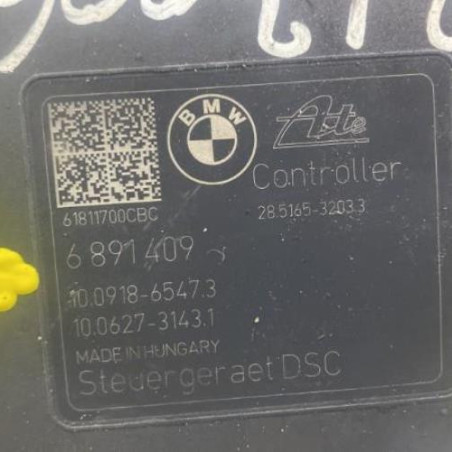 BMW
Ate
Controller
61811700CBC
28.5165-3203.3
6 891 409
10.0918-6547.3
10.0627-3143.1
MADE IN HUNGARY
Steuergeraet DSC